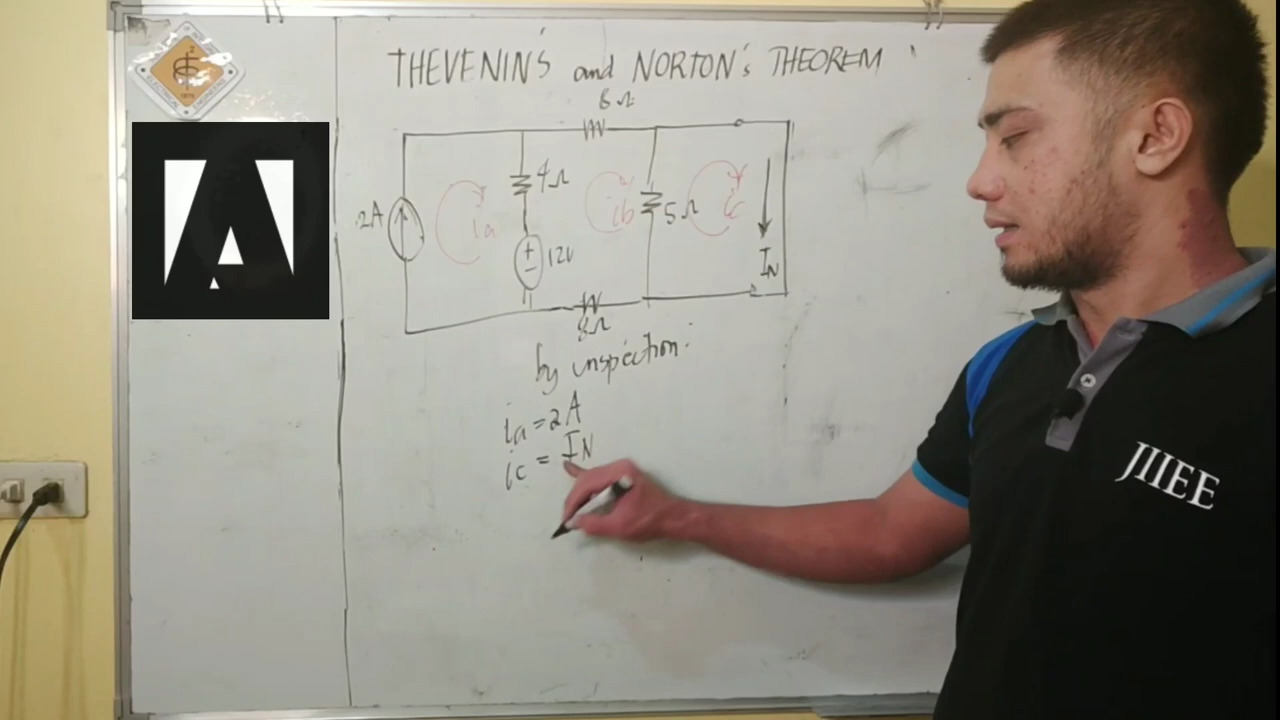 THEVENIN'S and NORTON'S THEOREM
8Ω
2A
4Ω
ia
ib
5Ω
ic
12V
IN
8Ω
by inspection:
ia = 2A
ic = IN
JIIEE